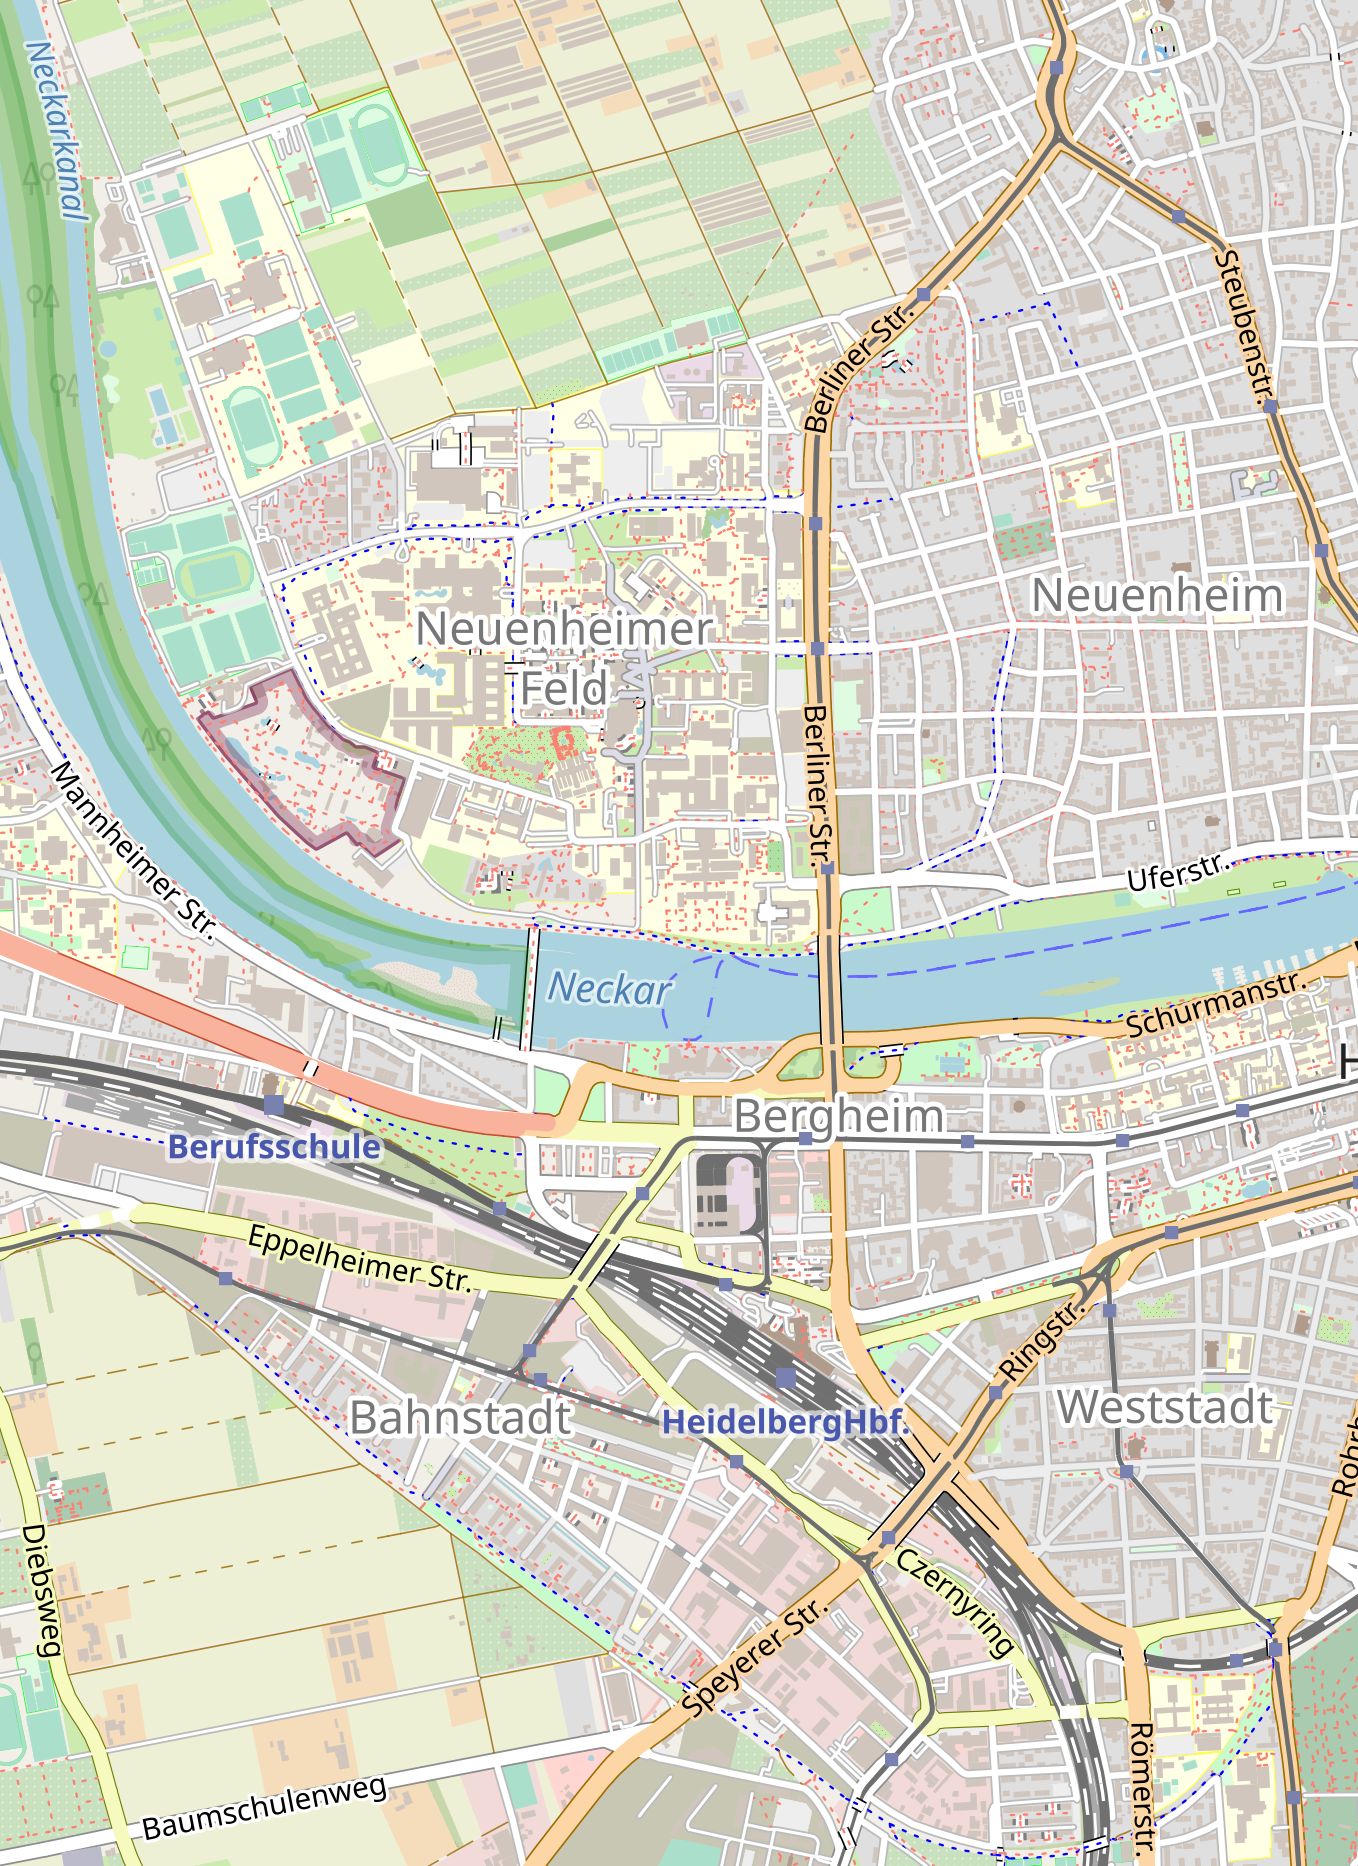 Neckarkanal
Steubenstr.
Berliner Str.
Neuenheim
Neuenheimer
Feld
Berliner Str.
Mannheimer Str.
Uferstr.
Neckar
Schurmanstr.
H
Bergheim
Berufsschule
Eppelheimer Str.
Ringstr.
Bahnstadt
HeidelbergHbf.
Weststadt
Rohrb
Diebsweg
Czernyring
Speyerer Str.
Römerstr.
Baumschulenweg